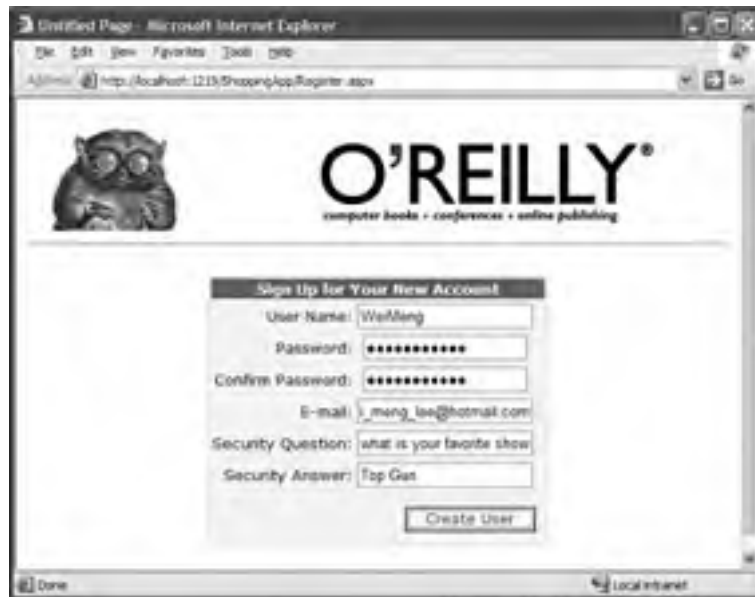 Untitled Page - Microsoft Internet Explorer
File Edit View Favorites Tools Help
Address http://localhost:1215/ShoppingApp/Register.aspx Go
O'REILLY®
computer books • conferences • online publishing
Sign Up for Your New Account
User Name: WeiMeng
Password: •••••••••••
Confirm Password: •••••••••••
E-mail: i_meng_lee@hotmail.com
Security Question: what is your favorite show
Security Answer: Top Gun
Create User
Done Local intranet